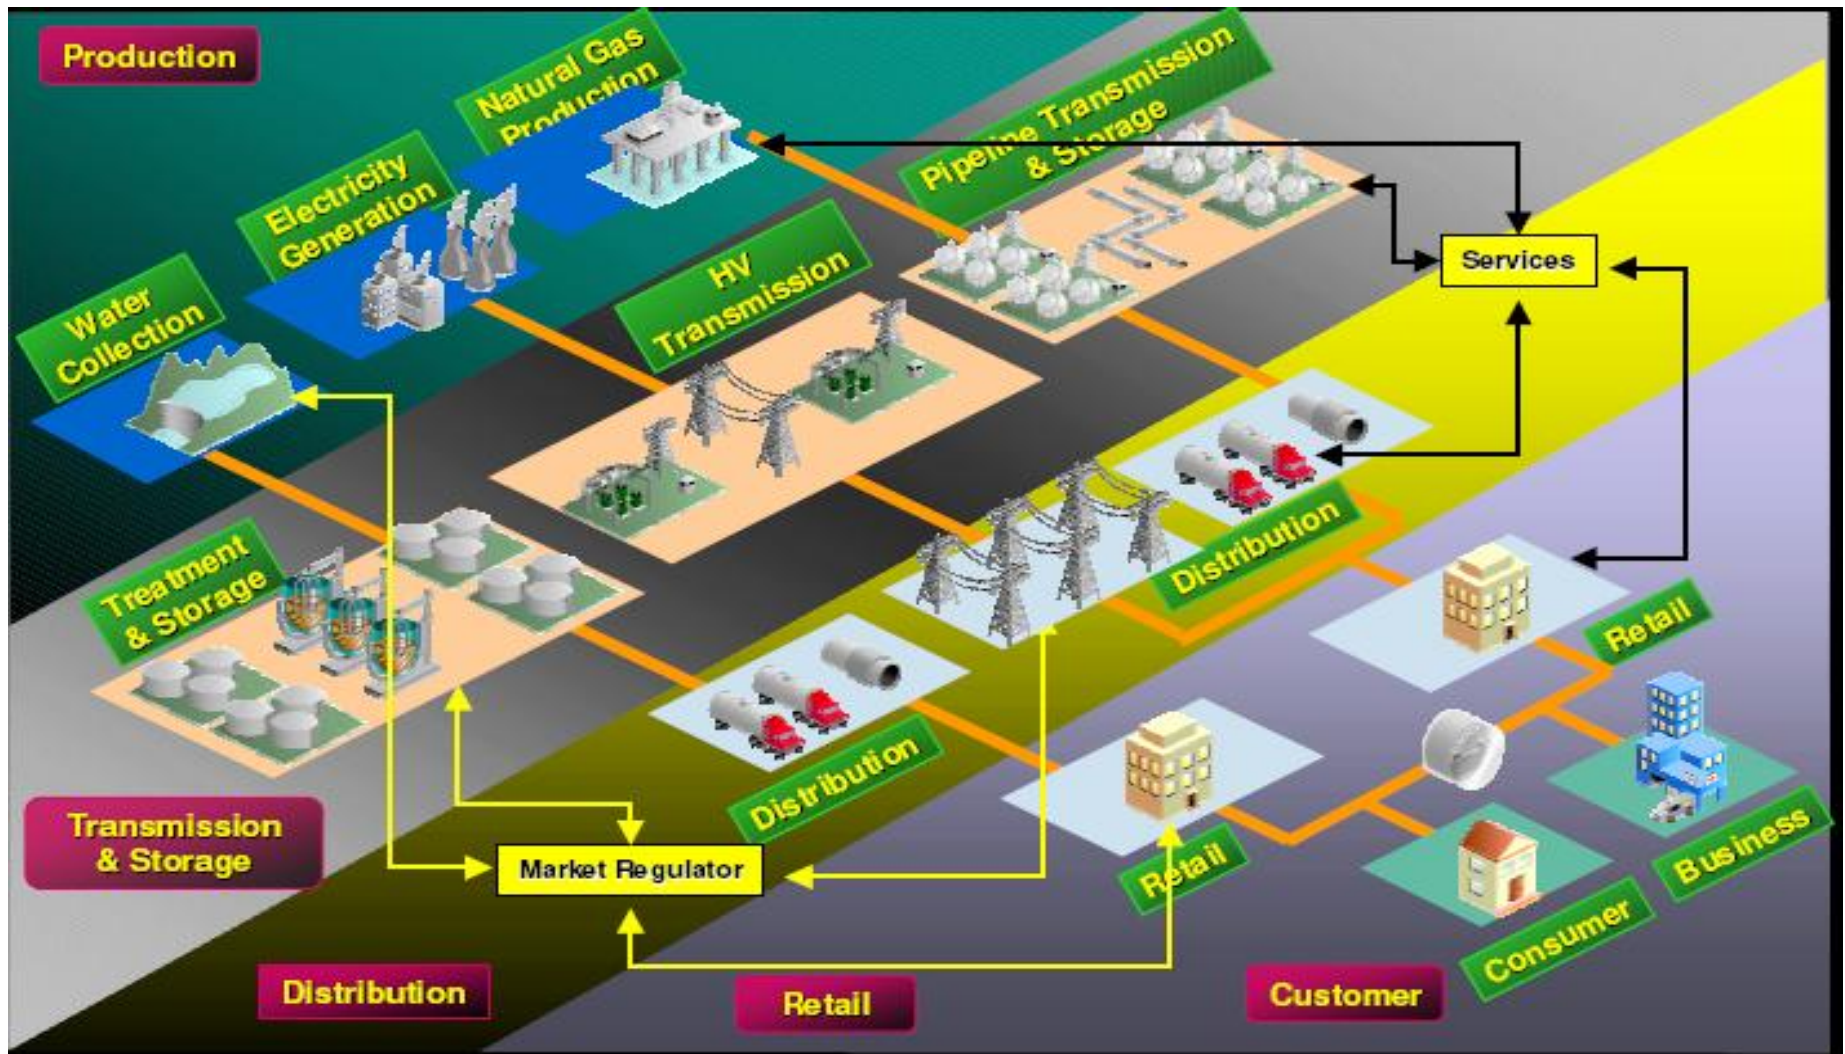 Production
Natural Gas
Production
Pipeline Transmission
& Storage
Electricity
Generation
HV
Transmission
Services
Water
Collection
Treatment
& Storage
Distribution
Retail
Distribution
Transmission
& Storage
Market Regulator
Retail
Business
Consumer
Distribution
Retail
Customer